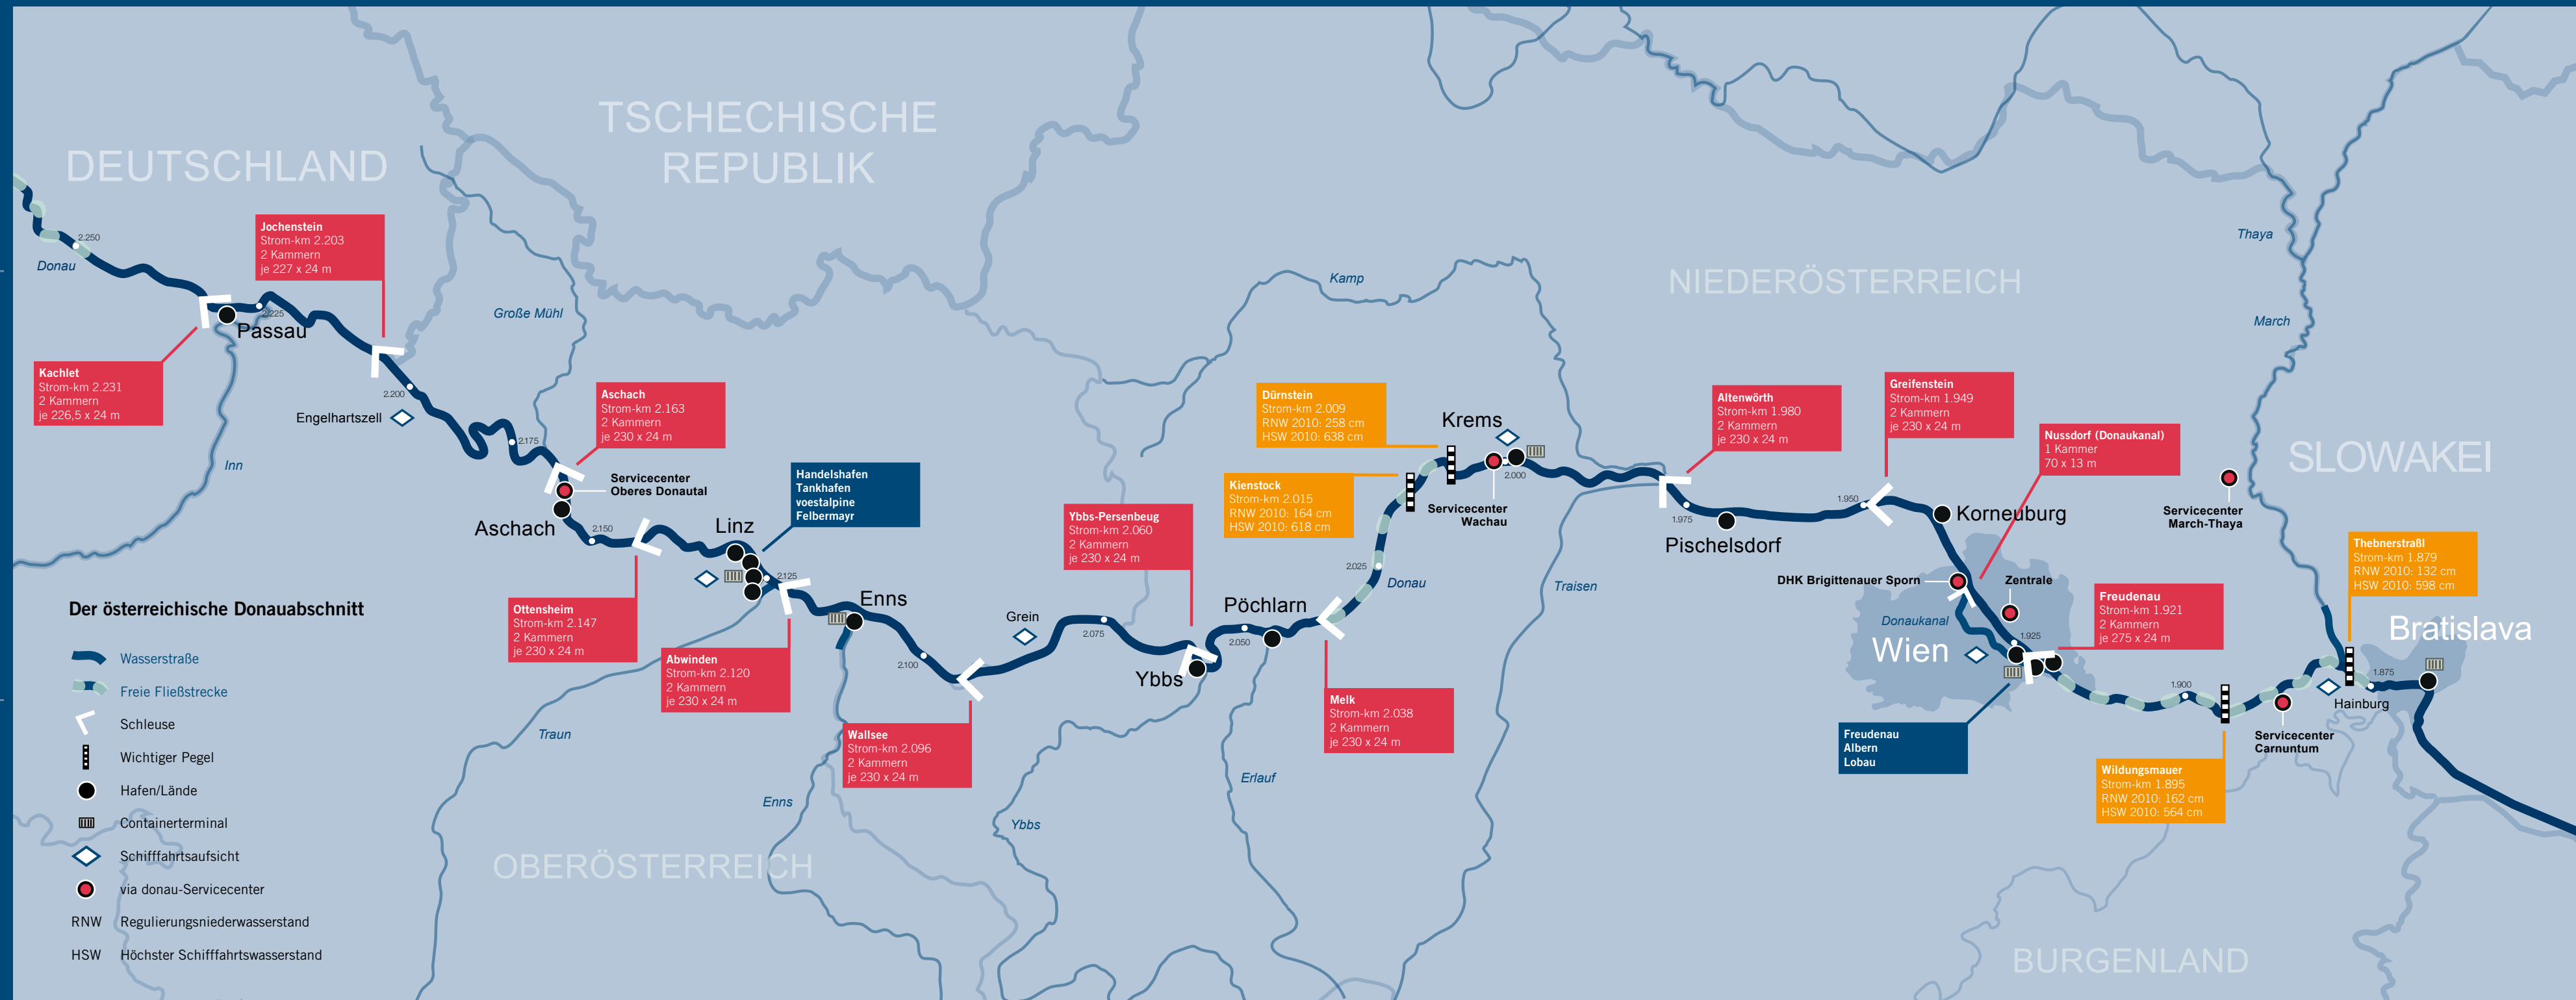 TSCHECHISCHE
REPUBLIK
DEUTSCHLAND
NIEDERÖSTERREICH
SLOWAKEI
OBERÖSTERREICH
BURGENLAND
2.250
Donau
Jochenstein
Strom-km 2.203
2 Kammern
je 227 x 24 m
2.225
Passau
Kachlet
Strom-km 2.231
2 Kammern
je 226,5 x 24 m
Inn
2.200
Engelhartszell
Große Mühl
2.175
Aschach
Strom-km 2.163
2 Kammern
je 230 x 24 m
Servicecenter
Oberes Donautal
Aschach
2.150
Ottensheim
Strom-km 2.147
2 Kammern
je 230 x 24 m
Linz
Handelshafen
Tankhafen
voestalpine
Felbermayr
2.125
Abwinden
Strom-km 2.120
2 Kammern
je 230 x 24 m
Traun
Enns
Enns
2.100
Wallsee
Strom-km 2.096
2 Kammern
je 230 x 24 m
Grein
2.075
Ybbs-Persenbeug
Strom-km 2.060
2 Kammern
je 230 x 24 m
Ybbs
Ybbs
2.050
Pöchlarn
Erlauf
Melk
Strom-km 2.038
2 Kammern
je 230 x 24 m
2.025
Donau
Kienstock
Strom-km 2.015
RNW 2010: 164 cm
HSW 2010: 618 cm
Dürnstein
Strom-km 2.009
RNW 2010: 258 cm
HSW 2010: 638 cm
Kamp
Krems
2.000
Servicecenter
Wachau
Traisen
Altenwörth
Strom-km 1.980
2 Kammern
je 230 x 24 m
1.975
Pischelsdorf
1.950
Greifenstein
Strom-km 1.949
2 Kammern
je 230 x 24 m
Korneuburg
Nussdorf (Donaukanal)
1 Kammer
70 x 13 m
DHK Brigittenauer Sporn
Zentrale
Donaukanal
Wien
1.925
Freudenau
Strom-km 1.921
2 Kammern
je 275 x 24 m
Freudenau
Albern
Lobau
1.900
Wildungsmauer
Strom-km 1.895
RNW 2010: 162 cm
HSW 2010: 564 cm
Servicecenter
Carnuntum
Thaya
March
Servicecenter
March-Thaya
Thebnerstraßl
Strom-km 1.879
RNW 2010: 132 cm
HSW 2010: 598 cm
Bratislava
1.875
Hainburg
Der österreichische Donauabschnitt
Wasserstraße
Freie Fließstrecke
Schleuse
Wichtiger Pegel
Hafen/Lände
Containerterminal
Schifffahrtsaufsicht
via donau-Servicecenter
RNW Regulierungsniederwasserstand
HSW Höchster Schifffahrtswasserstand